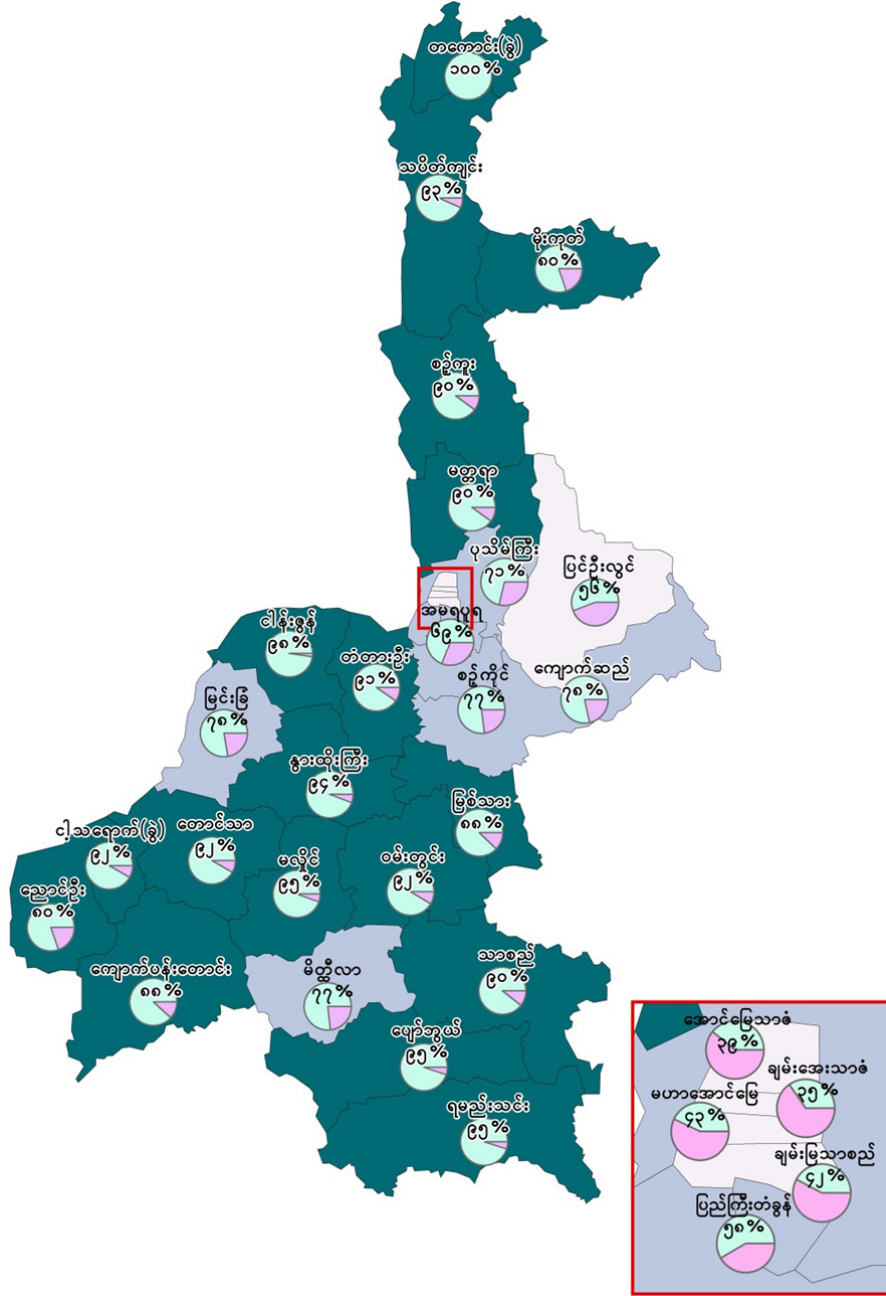 တကောင်း(ခွဲ)
၁၀၀%
သပိတ်ကျင်း
၉၃%
မိုးကုတ်
၈၀%
စဉ့်ကူး
၉၀%
မတ္တရာ
၉၀%
ပုသိမ်ကြီး
၇၁%
ပြင်ဦးလွင်
၅၆%
အမရပူရ
၆၉%
ငါန်းဇွန်
၉၈%
တံတားဦး
၉၁%
စဉ့်ကိုင်
၇၇%
ကျောက်ဆည်
၇၈%
မြင်းခြံ
၇၈%
နွားထိုးကြီး
၉၄%
မြစ်သား
၈၈%
ငါ့သရောက်(ခွဲ)
၉၂%
တောင်သာ
၉၂%
မလှိုင်
၉၅%
ဝမ်းတွင်း
၉၂%
ညောင်ဦး
၈၀%
ကျောက်ပန်းတောင်း
၈၈%
မိတ္ထီလာ
၇၇%
သာစည်
၉၀%
ပျော်ဘွယ်
၉၅%
ရမည်းသင်း
၉၅%
အောင်မြေသာဇံ
၃၉%
ချမ်းအေးသာဇံ
၃၅%
မဟာအောင်မြေ
၄၃%
ချမ်းမြသာစည်
၄၂%
ပြည်ကြီးတံခွန်
၅၈%